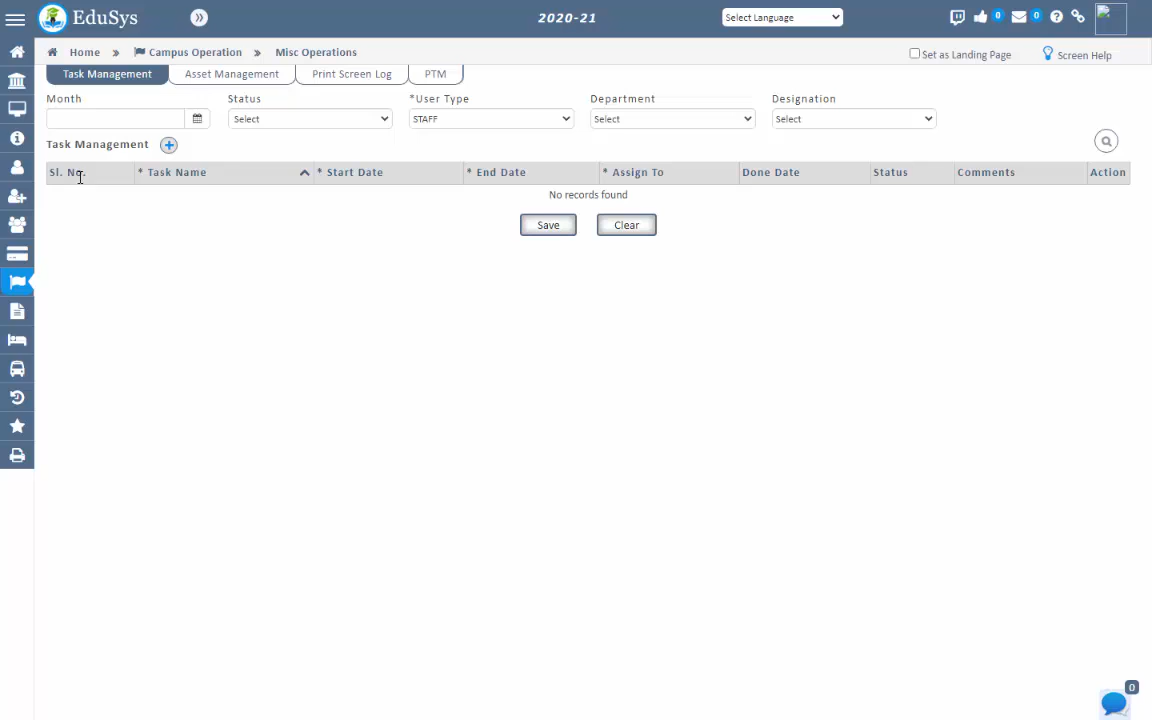 EduSys 2020-21 Select Language 0 0
Home » Campus Operation » Misc Operations Set as Landing Page Screen Help
Task Management Asset Management Print Screen Log PTM
Month Status *User Type Department Designation
Select STAFF Select Select
Task Management
Sl. No. * Task Name * Start Date * End Date * Assign To Done Date Status Comments Action
No records found
Save Clear
0